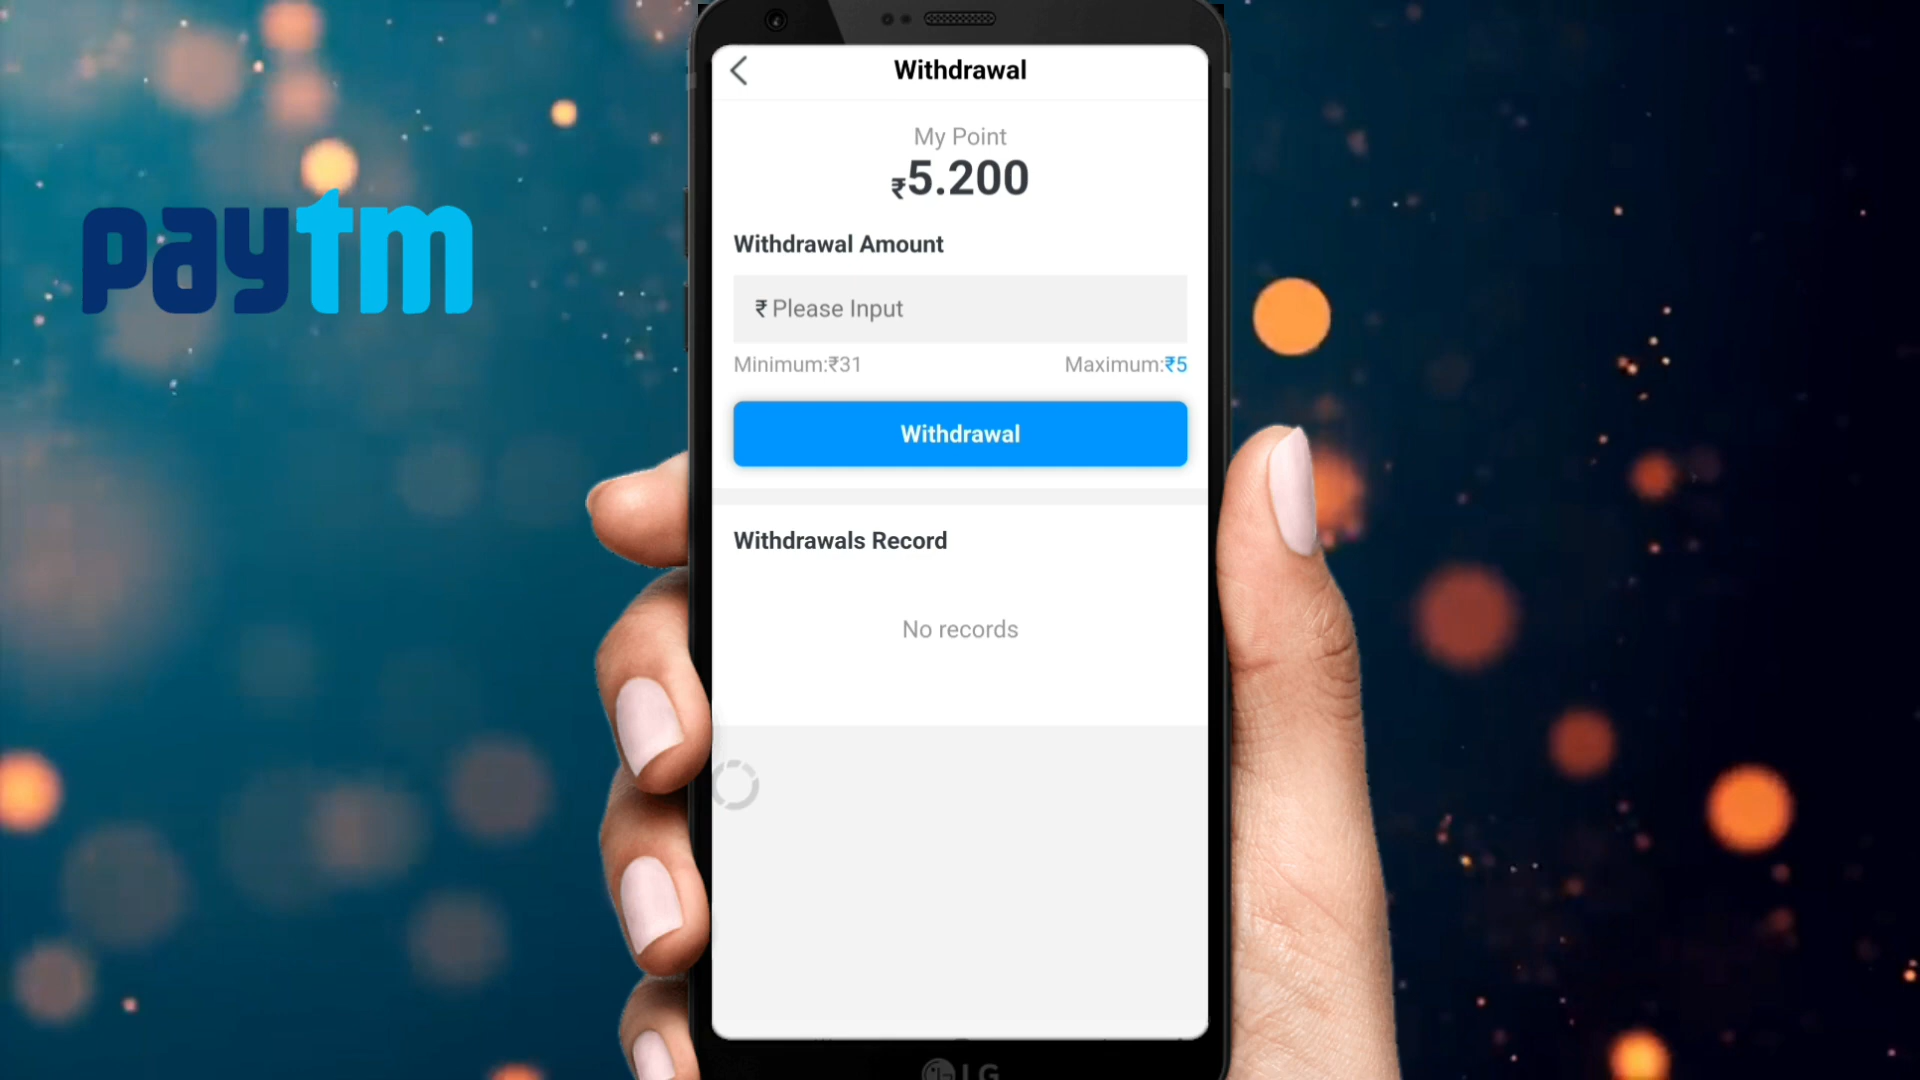 paytm
Withdrawal
My Point
₹5.200
Withdrawal Amount
₹ Please Input
Minimum:₹31 Maximum:₹5
Withdrawal
Withdrawals Record
No records
LG